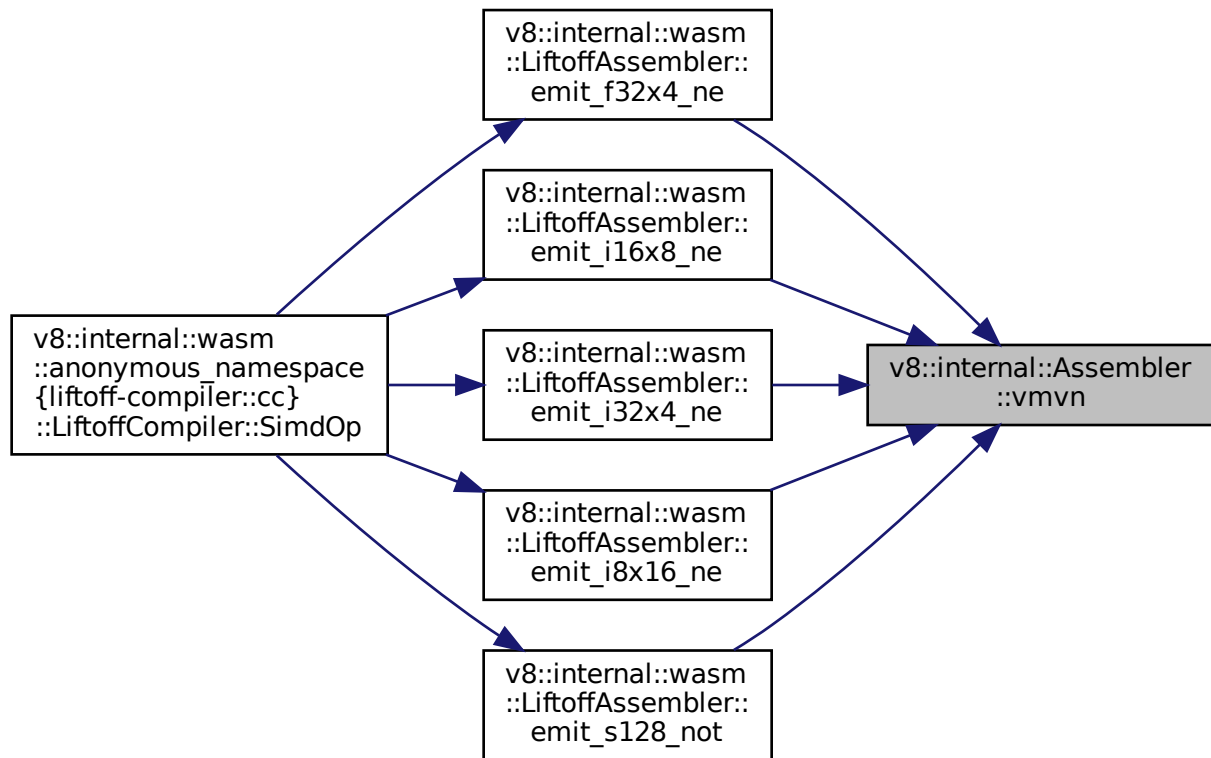 v8::internal::wasm
::LiftoffAssembler::
emit_f32x4_ne
v8::internal::wasm
::LiftoffAssembler::
emit_i16x8_ne
v8::internal::wasm
::anonymous_namespace
{liftoff-compiler::cc}
::LiftoffCompiler::SimdOp
v8::internal::wasm
::LiftoffAssembler::
emit_i32x4_ne
v8::internal::Assembler
::vmvn
v8::internal::wasm
::LiftoffAssembler::
emit_i8x16_ne
v8::internal::wasm
::LiftoffAssembler::
emit_s128_not